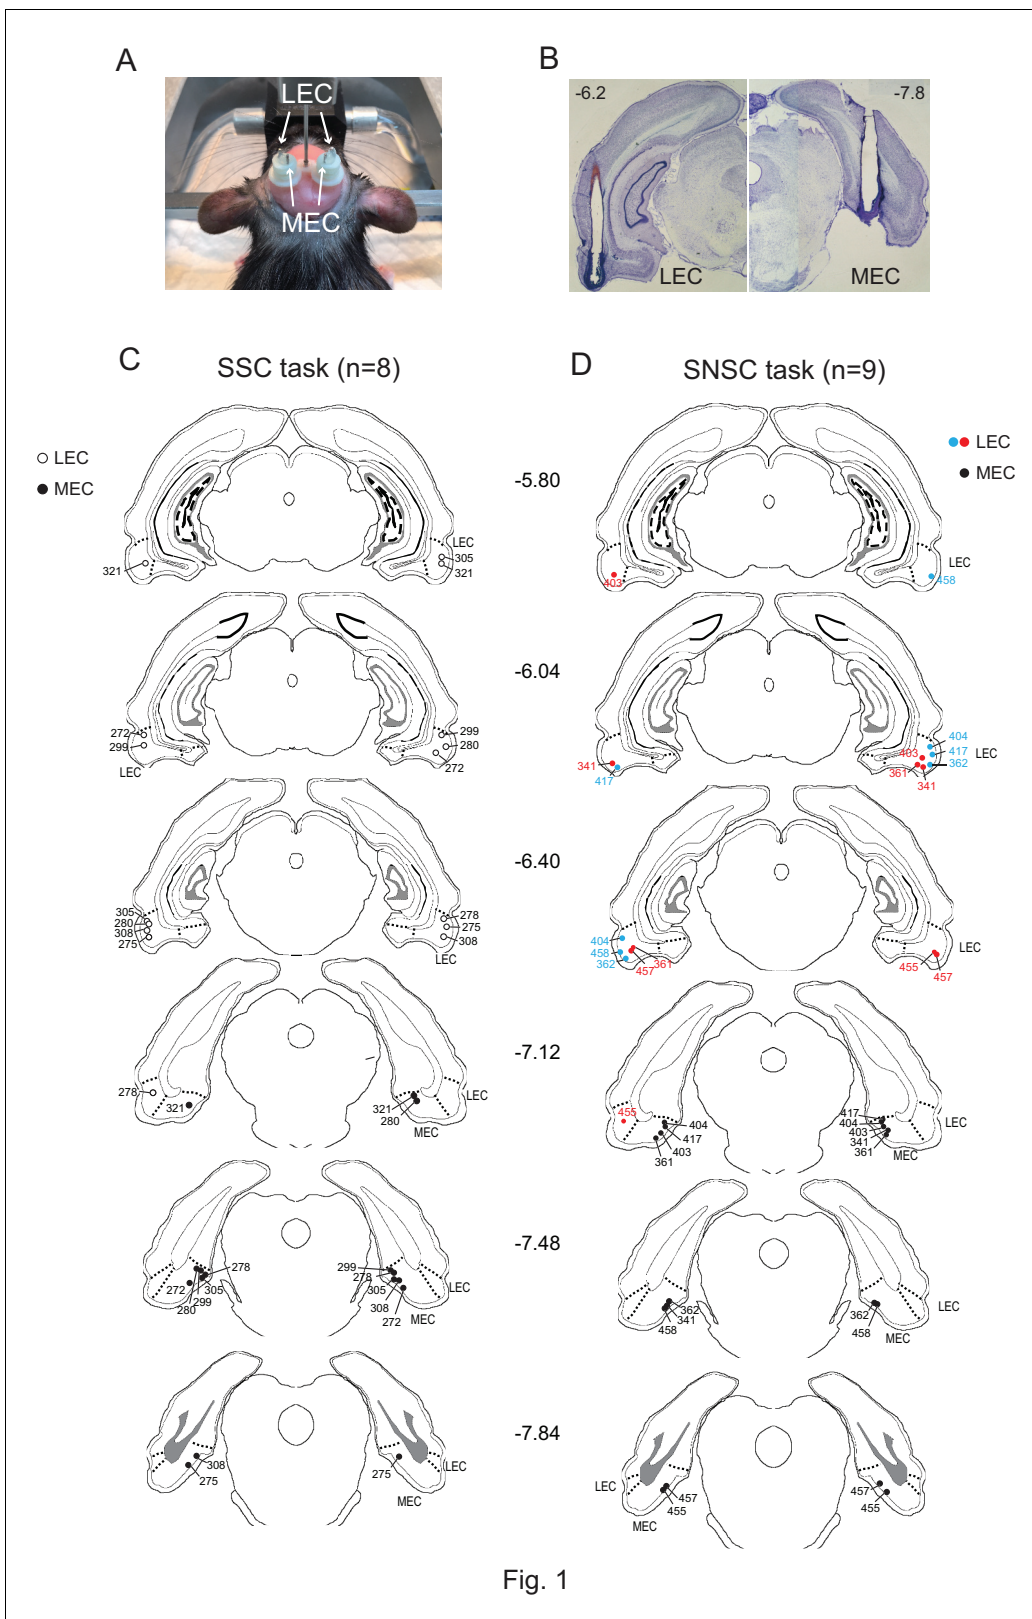 A
LEC
MEC
B
-6.2
-7.8
LEC
MEC
C
SSC task (n=8)
D
SNSC task (n=9)
LEC
MEC
LEC
MEC
-5.80
LEC
305
321
321
LEC
403
458
-6.04
272
299
LEC
299
280
272
341
417
403
361
341
404
417
362
LEC
-6.40
305
280
308
275
278
275
308
LEC
404
458
362
361
457
455
457
LEC
-7.12
278
321
321
280
LEC
MEC
455
404
417
403
361
417
404
403
341
361
LEC
MEC
-7.48
272
280
299
305
278
299
278
305
308
272
LEC
MEC
362
341
458
362
458
LEC
MEC
-7.84
308
275
275
LEC
MEC
LEC
MEC
457
455
457
455
Fig. 1